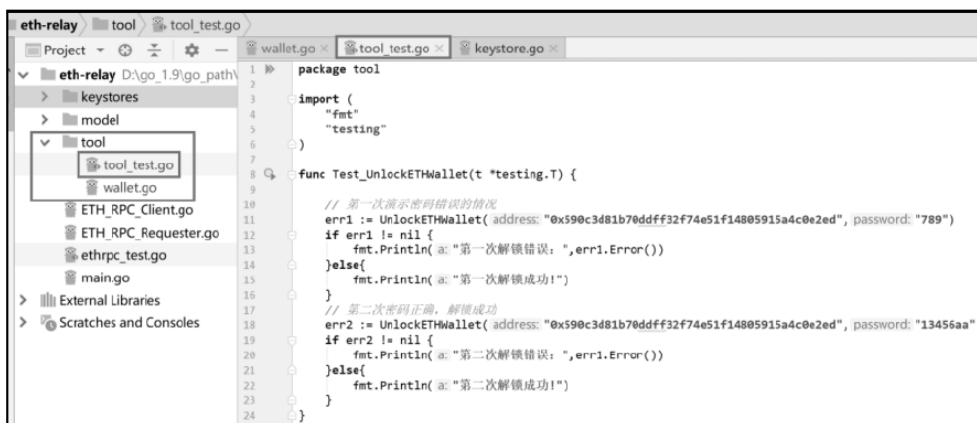 eth-relay tool tool_test.go
Project
wallet.go tool_test.go keystore.go
eth-relay D:\go_1.9\go_path\
keystores
model
tool
tool_test.go
wallet.go
ETH_RPC_Client.go
ETH_RPC_Requester.go
ethrpc_test.go
main.go
External Libraries
Scratches and Consoles
1 package tool
2
3 import (
4 "fmt"
5 "testing"
6 )
7
8 func Test_UnlockETHWallet(t *testing.T) {
9
10 // 第一次演示密码错误的情况
11 err1 := UnlockETHWallet( address: "0x590c3d81b70ddff32f74e51f14805915a4c0e2ed", password: "789")
12 if err1 != nil {
13 fmt.Println( a: "第一次解锁错误：",err1.Error())
14 }else{
15 fmt.Println( a: "第一次解锁成功!")
16 }
17 // 第二次密码正确，解锁成功
18 err2 := UnlockETHWallet( address: "0x590c3d81b70ddff32f74e51f14805915a4c0e2ed", password: "13456aa"
19 if err2 != nil {
20 fmt.Println( a: "第二次解锁错误：",err1.Error())
21 }else{
22 fmt.Println( a: "第二次解锁成功!")
23 }
24 }